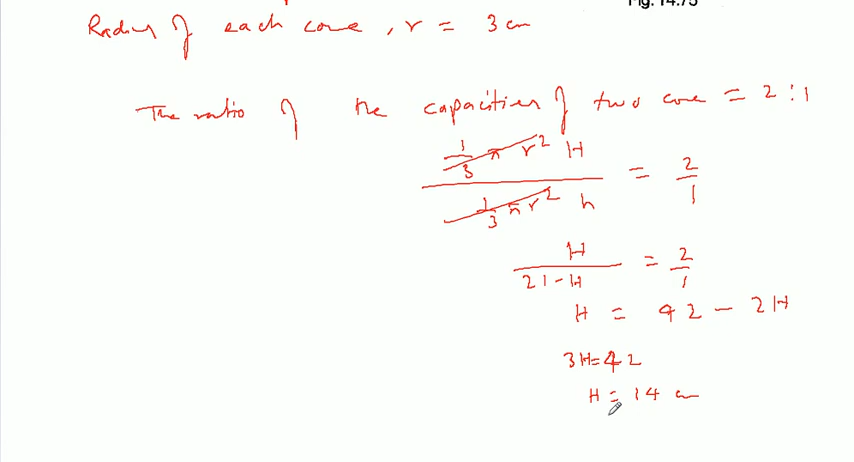 Fig. 14.75
Radius of each cone, r = 3 cm
The ratio of the capacities of two cone = 2 : 1
1/3 π r² H / 1/3 π r² h = 2/1
H / 21 - H = 2/1
H = 42 - 2H
3H = 42
H = 14 cm